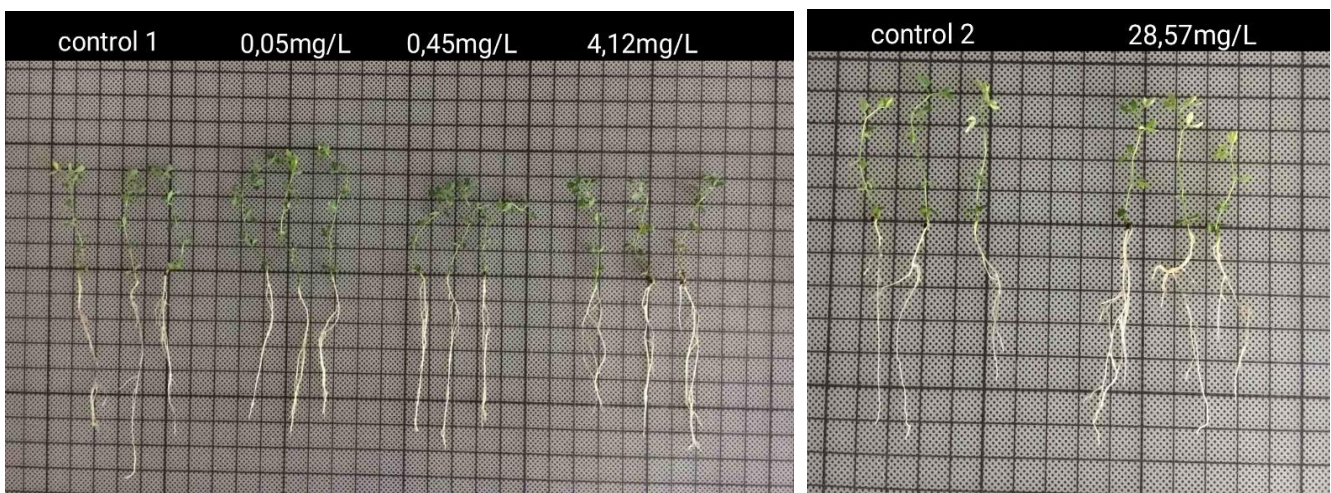 control 1
0,05mg/L
0,45mg/L
4,12mg/L
control 2
28,57mg/L